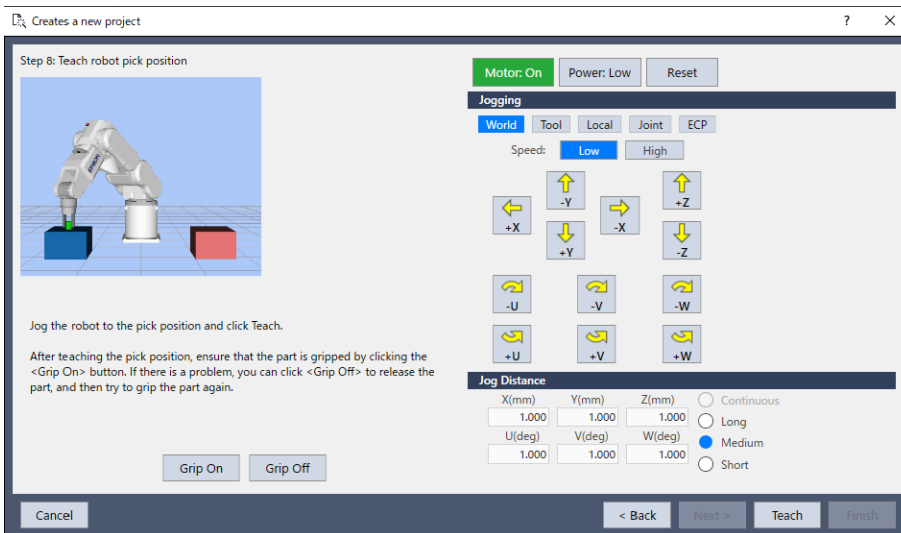 Creates a new project
?
Step 8: Teach robot pick position
EPSON
Jog the robot to the pick position and click Teach.
After teaching the pick position, ensure that the part is gripped by clicking the
<Grip On> button. If there is a problem, you can click <Grip Off> to release the
part, and then try to grip the part again.
Grip On Grip Off
Motor: On Power: Low Reset
Jogging
World Tool Local Joint ECP
Speed: Low High
-Y +Z
+X -X
+Y -Z
-U -V -W
+U +V +W
Jog Distance
X(mm) Y(mm) Z(mm) Continuous
1.000 1.000 1.000 Long
U(deg) V(deg) W(deg) Medium
1.000 1.000 1.000 Short
Cancel < Back Next > Teach Finish